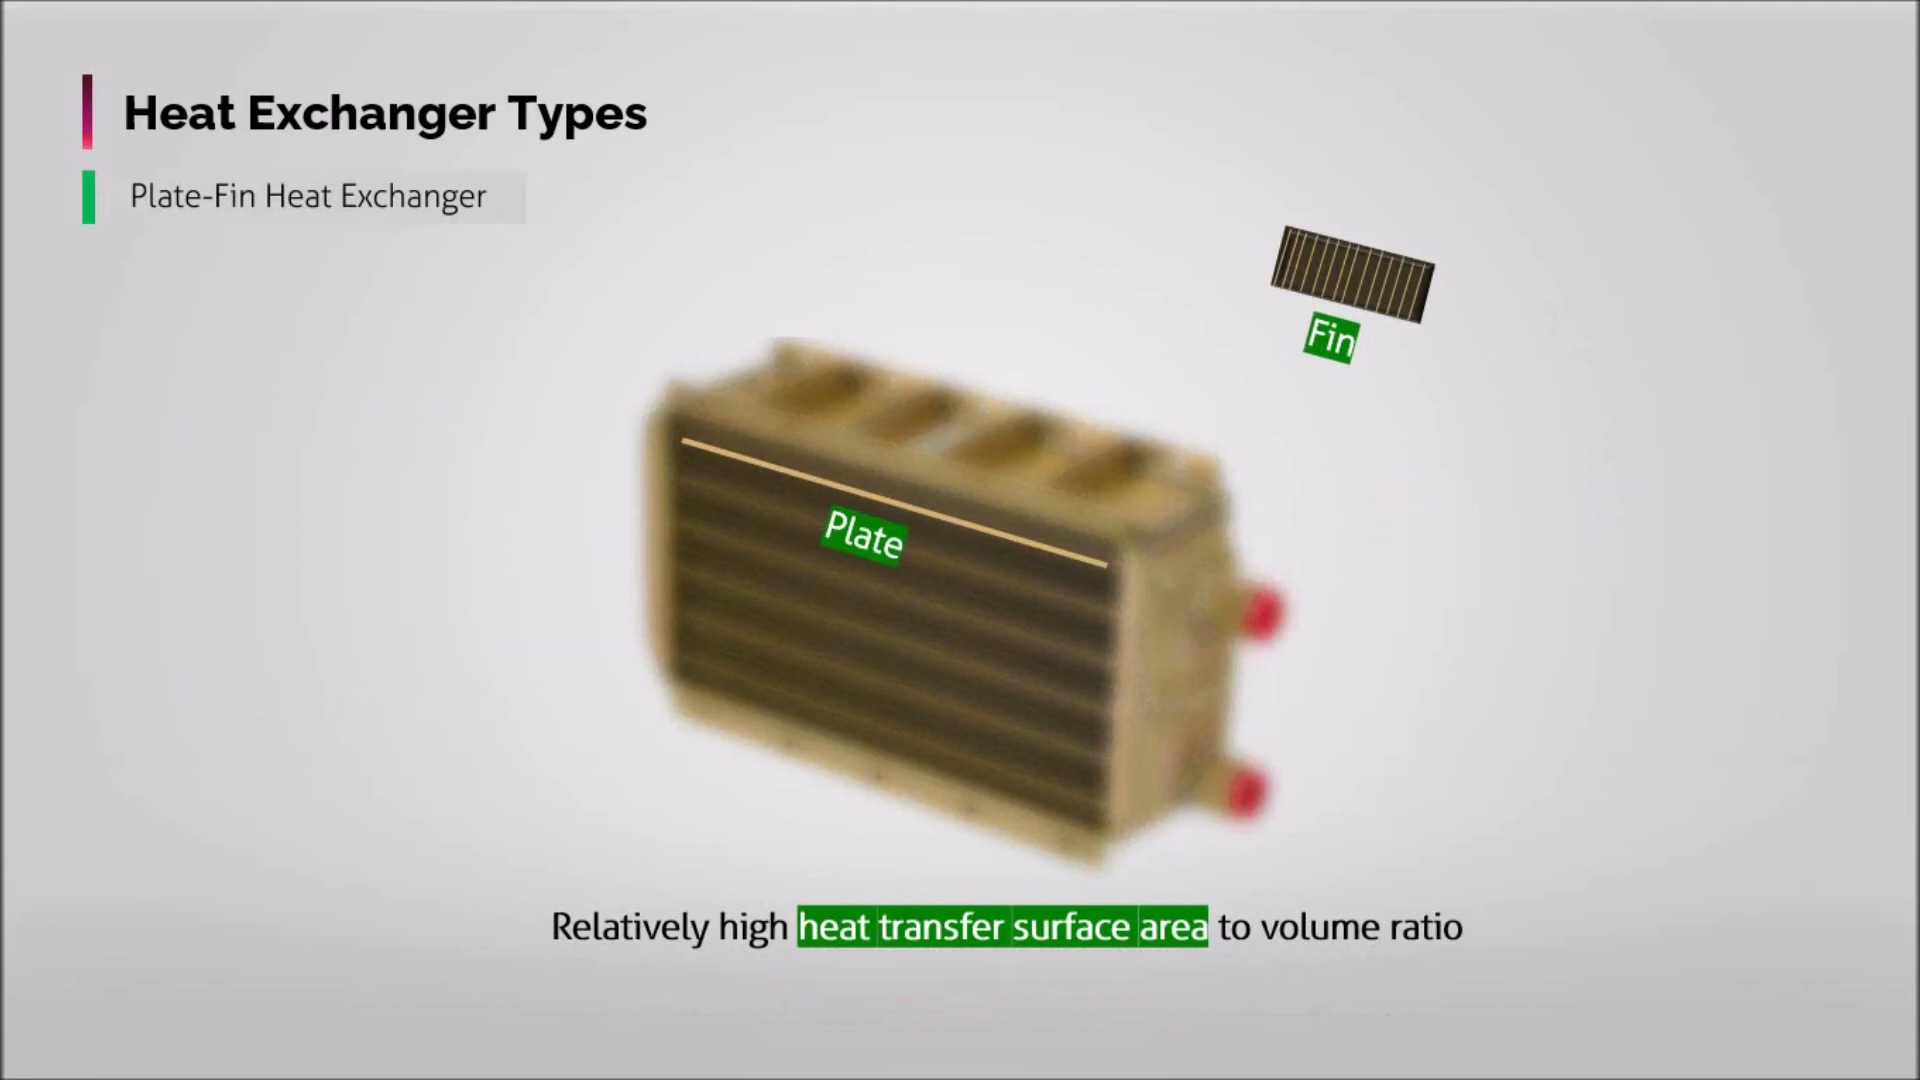 Heat Exchanger Types
Plate-Fin Heat Exchanger
Fin
Plate
Relatively high heat transfer surface area to volume ratio